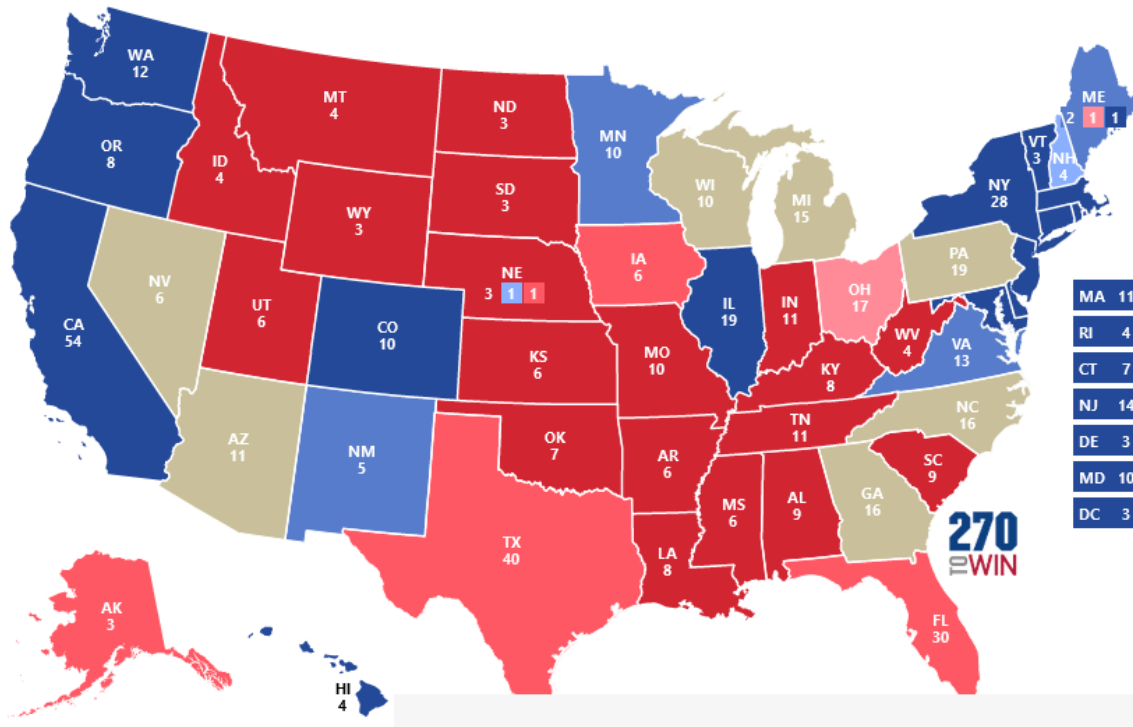 WA
12
OR
8
CA
54
NV
6
ID
4
MT
4
WY
3
UT
6
AZ
11
CO
10
NM
5
ND
3
SD
3
NE
3 1 1
KS
6
OK
7
TX
40
MN
10
IA
6
MO
10
AR
6
LA
8
WI
10
IL
19
MI
15
IN
11
OH
17
KY
8
TN
11
MS
6
AL
9
GA
16
FL
30
SC
9
NC
16
VA
13
WV
4
PA
19
NY
28
VT
3
NH
4
ME
2 1 1
MA 11
RI 4
CT 7
NJ 14
DE 3
MD 10
DC 3
AK
3
HI
4
270
TO WIN